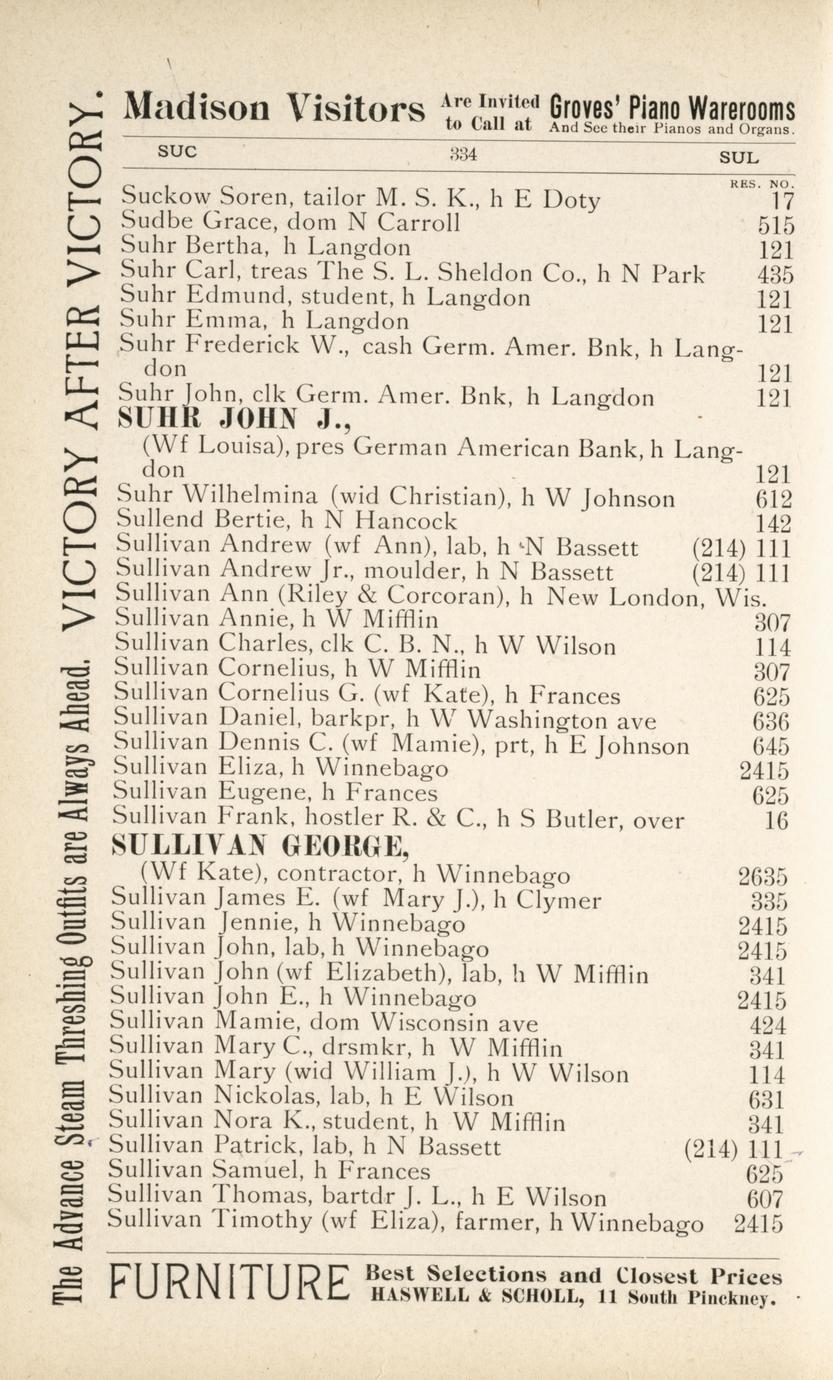 Madison Visitors Are Invited to Call at Groves' Piano Warerooms And See their Pianos and Organs.
SUC 334 SUL
RES. NO.
Suckow Soren, tailor M. S. K., h E Doty 17
Sudbe Grace, dom N Carroll 515
Suhr Bertha, h Langdon 121
Suhr Carl, treas The S. L. Sheldon Co., h N Park 435
Suhr Edmund, student, h Langdon 121
Suhr Emma, h Langdon 121
Suhr Frederick W., cash Germ. Amer. Bnk, h Lang-
don 121
Suhr John, clk Germ. Amer. Bnk, h Langdon 121
SUHR JOHN J.,
(Wf Louisa), pres German American Bank, h Lang-
don 121
Suhr Wilhelmina (wid Christian), h W Johnson 612
Sullend Bertie, h N Hancock 142
Sullivan Andrew (wf Ann), lab, h N Bassett (214) 111
Sullivan Andrew Jr., moulder, h N Bassett (214) 111
Sullivan Ann (Riley & Corcoran), h New London, Wis.
Sullivan Annie, h W Mifflin 307
Sullivan Charles, clk C. B. N., h W Wilson 114
Sullivan Cornelius, h W Mifflin 307
Sullivan Cornelius G. (wf Kate), h Frances 625
Sullivan Daniel, barkpr, h W Washington ave 636
Sullivan Dennis C. (wf Mamie), prt, h E Johnson 645
Sullivan Eliza, h Winnebago 2415
Sullivan Eugene, h Frances 625
Sullivan Frank, hostler R. & C., h S Butler, over 16
SULLIVAN GEORGE,
(Wf Kate), contractor, h Winnebago 2635
Sullivan James E. (wf Mary J.), h Clymer 335
Sullivan Jennie, h Winnebago 2415
Sullivan John, lab, h Winnebago 2415
Sullivan John (wf Elizabeth), lab, h W Mifflin 341
Sullivan John E., h Winnebago 2415
Sullivan Mamie, dom Wisconsin ave 424
Sullivan Mary C., drsmkr, h W Mifflin 341
Sullivan Mary (wid William J.), h W Wilson 114
Sullivan Nickolas, lab, h E Wilson 631
Sullivan Nora K., student, h W Mifflin 341
Sullivan Patrick, lab, h N Bassett (214) 111
Sullivan Samuel, h Frances 625
Sullivan Thomas, bartdr J. L., h E Wilson 607
Sullivan Timothy (wf Eliza), farmer, h Winnebago 2415
FURNITURE Best Selections and Closest Prices
HASWELL & SCHOLL, 11 South Pinckney.
The Advance Steam Threshing Outfits are Always Ahead. VICTORY AFTER VICTORY.